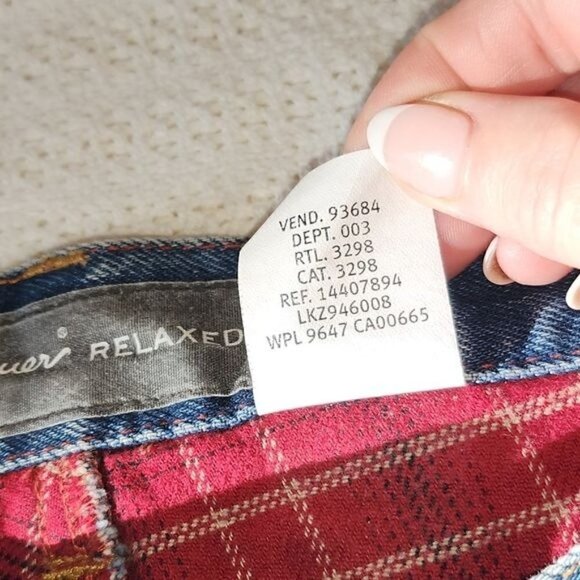 VEND. 93684
DEPT. 003
RTL. 3298
CAT. 3298
REF. 14407894
LKZ946008
WPL 9647 CA00665
® RELAXED